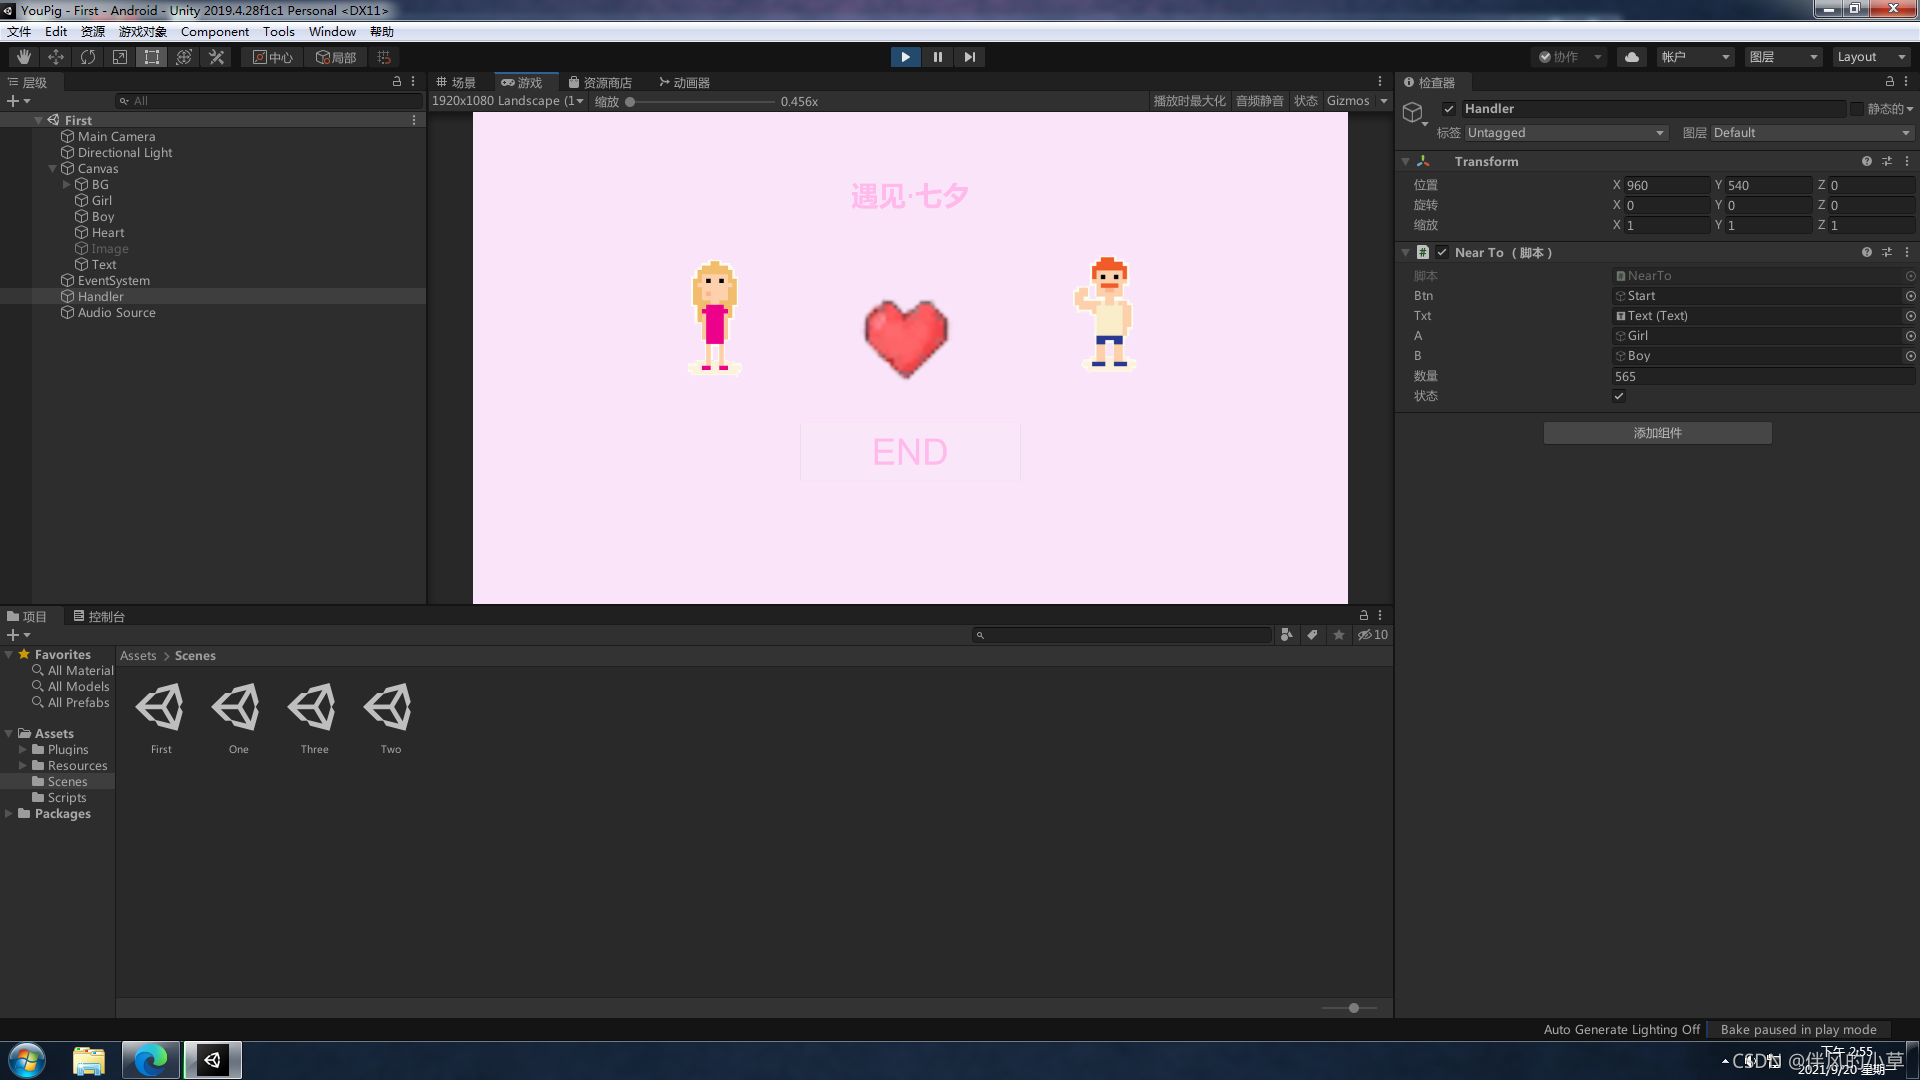 YouPig - First - Android - Unity 2019.4.28f1c1 Personal <DX11>
文件 Edit 资源 游戏对象 Component Tools Window 帮助
中心 局部 协作 帐户 图层 Layout
层级
All
First
Main Camera
Directional Light
Canvas
BG
Girl
Boy
Heart
Image
Text
EventSystem
Handler
Audio Source
场景 游戏 资源商店 动画器
1920x1080 Landscape (1 缩放 0.456x 播放时最大化 音频静音 状态 Gizmos
遇见·七夕
END
检查器
Handler 静态的
标签 Untagged 图层 Default
Transform
位置 X 960 Y 540 Z 0
旋转 X 0 Y 0 Z 0
缩放 X 1 Y 1 Z 1
# Near To （脚本）
脚本 NearTo
Btn Start
Txt Text (Text)
A Girl
B Boy
数量 565
状态
添加组件
项目 控制台
10
Favorites
All Material
All Models
All Prefabs
Assets
Plugins
Resources
Scenes
Scripts
Packages
Assets > Scenes
First One Three Two
Auto Generate Lighting Off Bake paused in play mode
下午 2:55
CSDN @伴风的小草
2021/9/20 星期一